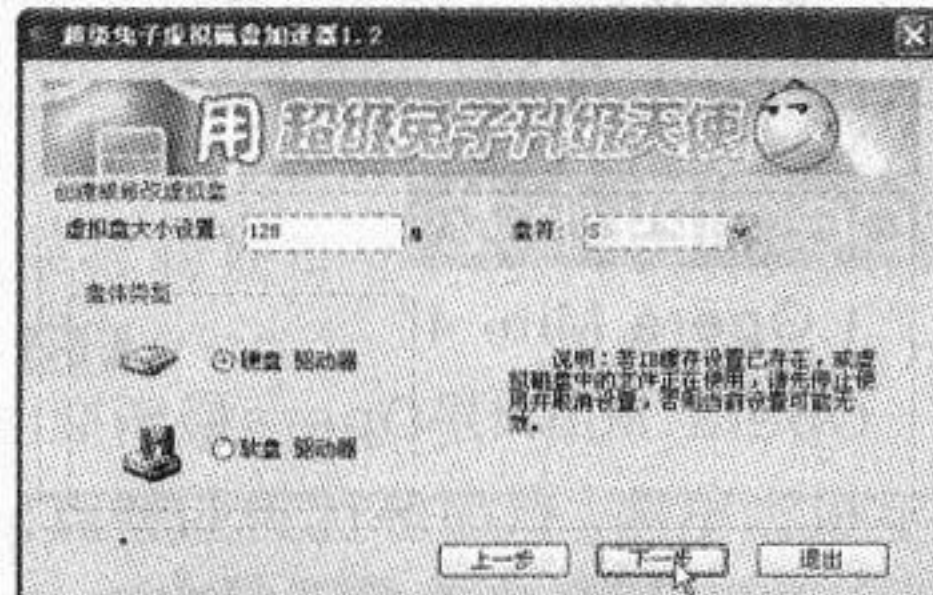 超级兔子虚拟磁盘加速器1.2
用 超级兔子升级天使
创建或修改虚拟盘
虚拟盘大小设置 128 M 盘符:
盘体类型
硬盘 驱动器
软盘 驱动器
说明:若IE缓存设置已存在,或虚
拟磁盘中的文件正在使用,请先停止使
用并取消设置,否则当前设置可能无
效。
上一步 下一步 退出